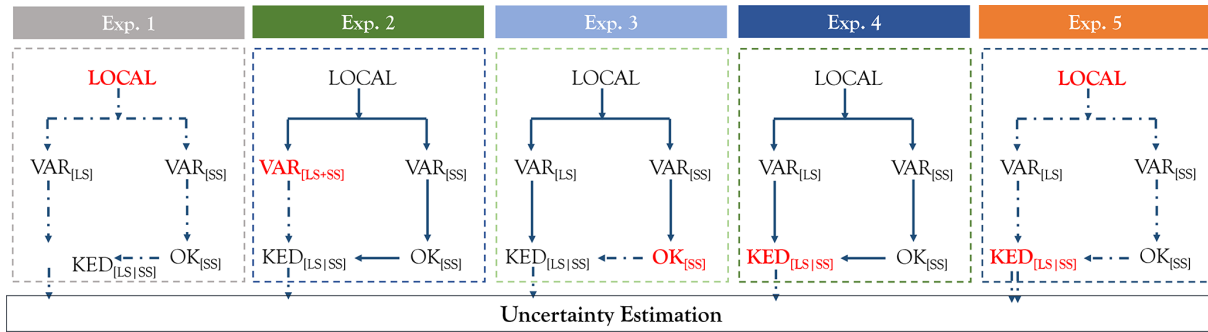 Exp. 1 Exp. 2 Exp. 3 Exp. 4 Exp. 5
LOCAL LOCAL LOCAL LOCAL LOCAL
VAR[LS] VAR[SS] VAR[LS+SS] VAR[SS] VAR[LS] VAR[SS] VAR[LS] VAR[SS] VAR[LS] VAR[SS]
KED[LS|SS] OK[SS] KED[LS|SS] OK[SS] KED[LS|SS] OK[SS] KED[LS|SS] OK[SS] KED[LS|SS] OK[SS]
Uncertainty Estimation